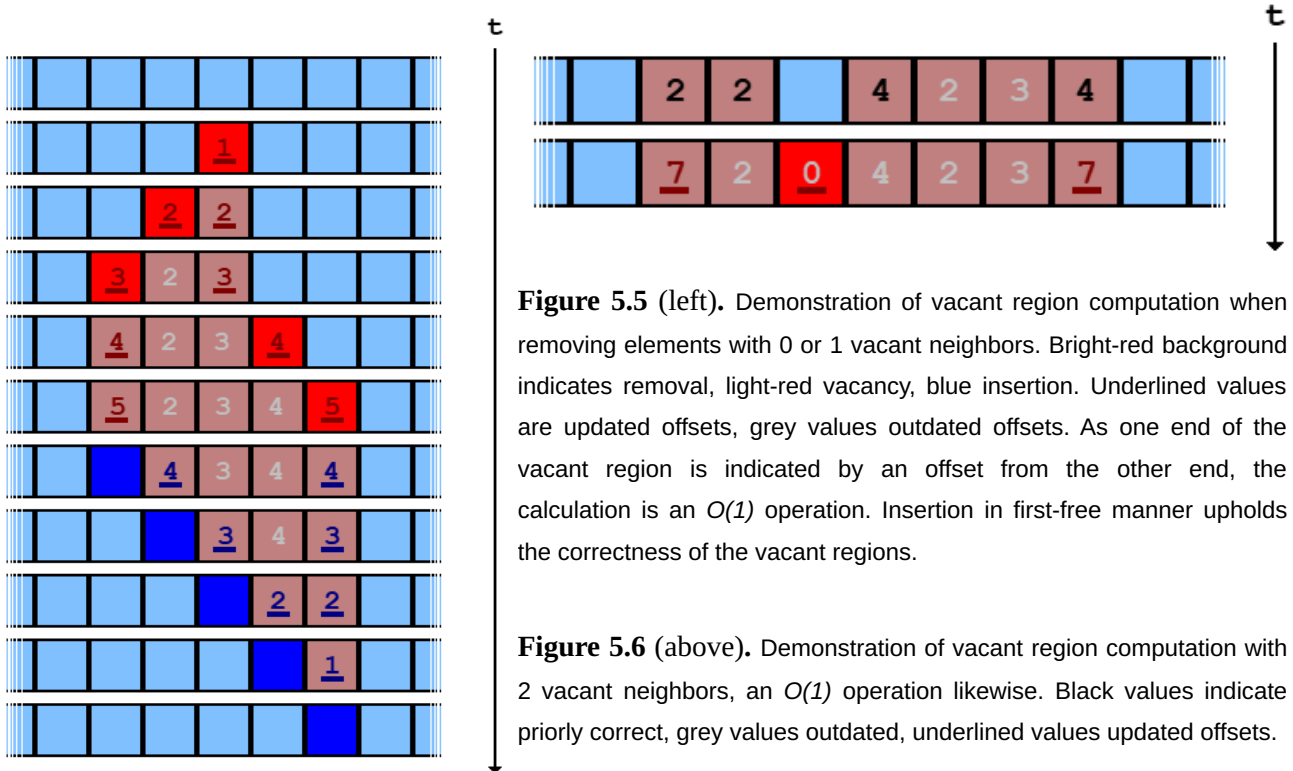 t
1
2 2
3 2 3
4 2 3 4
5 2 3 4 5
4 3 4 4
3 4 3
2 2
1
t
2 2 4 2 3 4
7 2 0 4 2 3 7
Figure 5.5 (left). Demonstration of vacant region computation when
removing elements with 0 or 1 vacant neighbors. Bright-red background
indicates removal, light-red vacancy, blue insertion. Underlined values
are updated offsets, grey values outdated offsets. As one end of the
vacant region is indicated by an offset from the other end, the
calculation is an O(1) operation. Insertion in first-free manner upholds
the correctness of the vacant regions.
Figure 5.6 (above). Demonstration of vacant region computation with
2 vacant neighbors, an O(1) operation likewise. Black values indicate
priorly correct, grey values outdated, underlined values updated offsets.